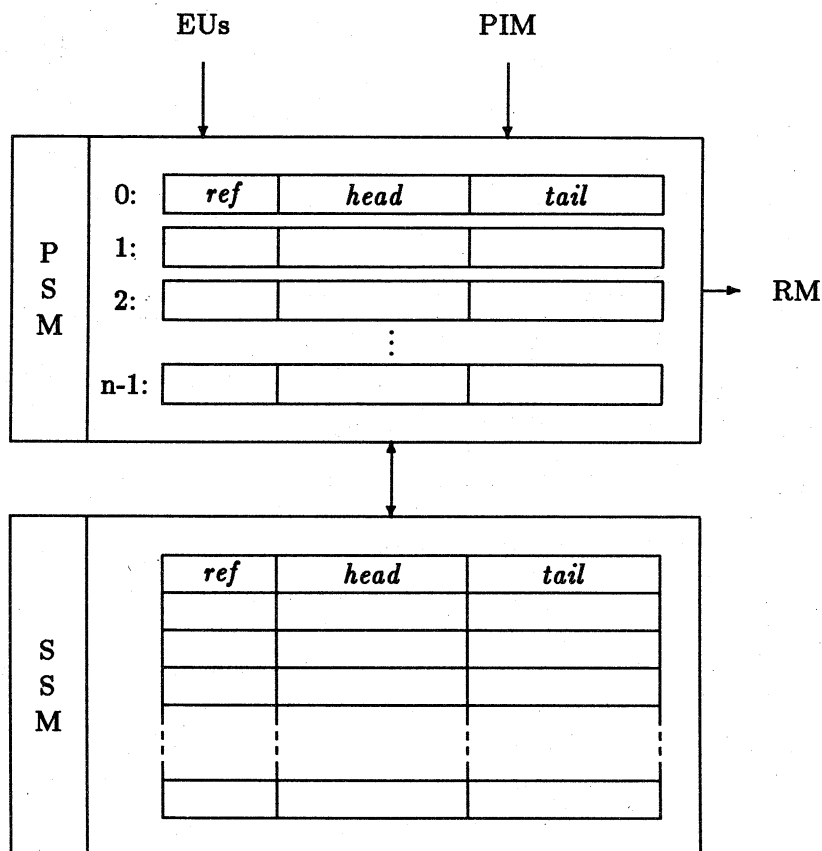 EUs PIM
0: ref head tail
1:
P
S
M
2:
RM
⋮
n-1:
ref head tail
S
S
M